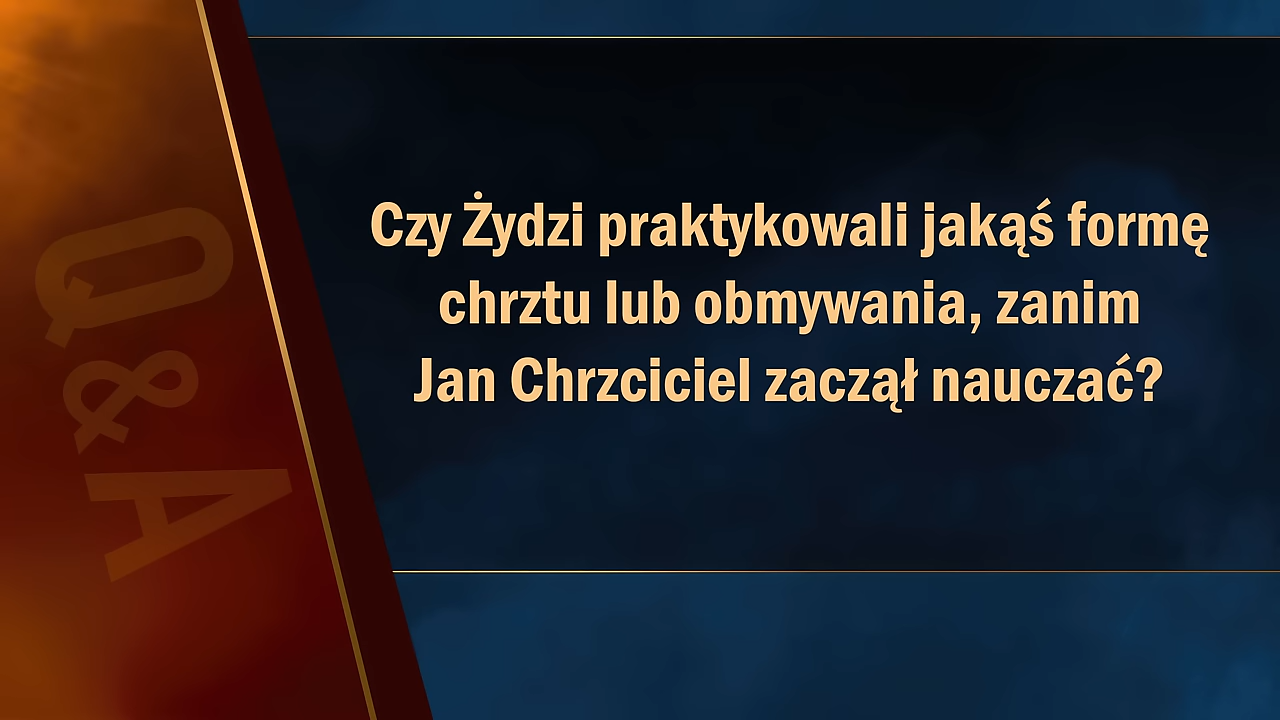 Q&A
Czy Żydzi praktykowali jakąś formę
chrztu lub obmywania, zanim
Jan Chrzciciel zaczął nauczać?